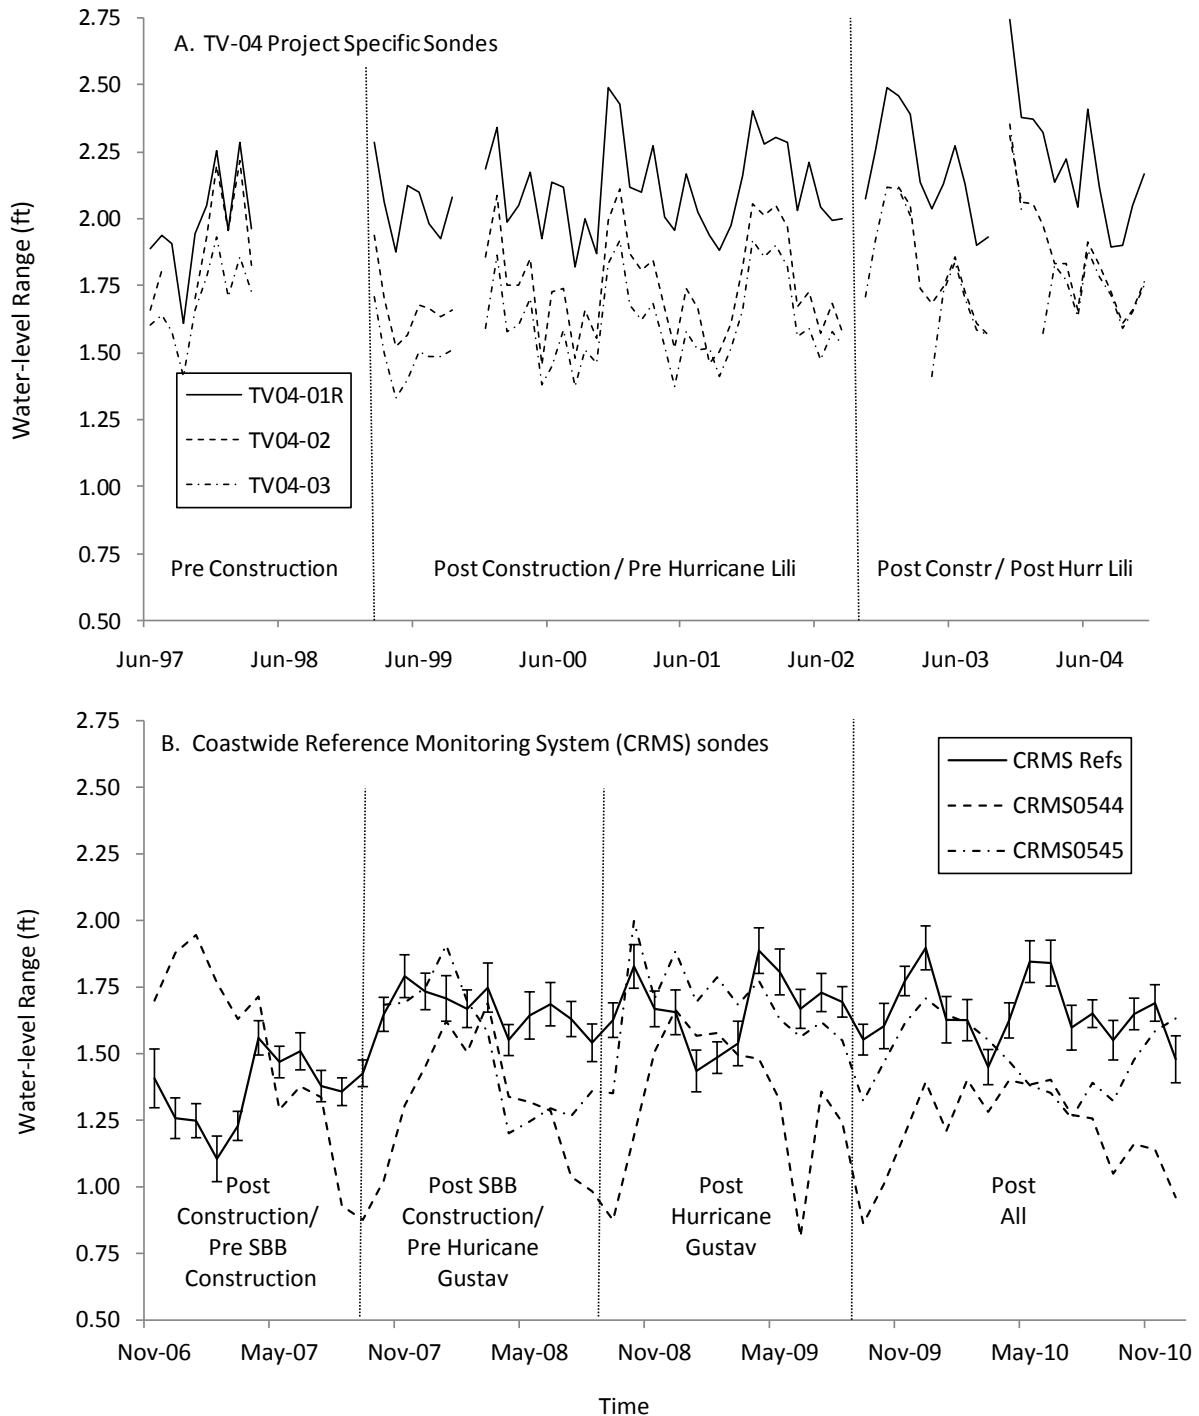 2.75
A. TV-04 Project Specific Sondes
2.50
2.25
2.00
1.75
1.50
1.25
1.00
0.75
0.50
Water-level Range (ft)
TV04-01R
TV04-02
TV04-03
Pre Construction
Post Construction / Pre Hurricane Lili
Post Constr / Post Hurr Lili
Jun-97
Jun-98
Jun-99
Jun-00
Jun-01
Jun-02
Jun-03
Jun-04
2.75
B. Coastwide Reference Monitoring System (CRMS) sondes
2.50
2.25
2.00
1.75
1.50
1.25
1.00
0.75
0.50
Water-level Range (ft)
CRMS Refs
CRMS0544
CRMS0545
Post
Construction/
Pre SBB
Construction
Post SBB
Construction/
Pre Huricane
Gustav
Post
Hurricane
Gustav
Post
All
Nov-06
May-07
Nov-07
May-08
Nov-08
May-09
Nov-09
May-10
Nov-10
Time